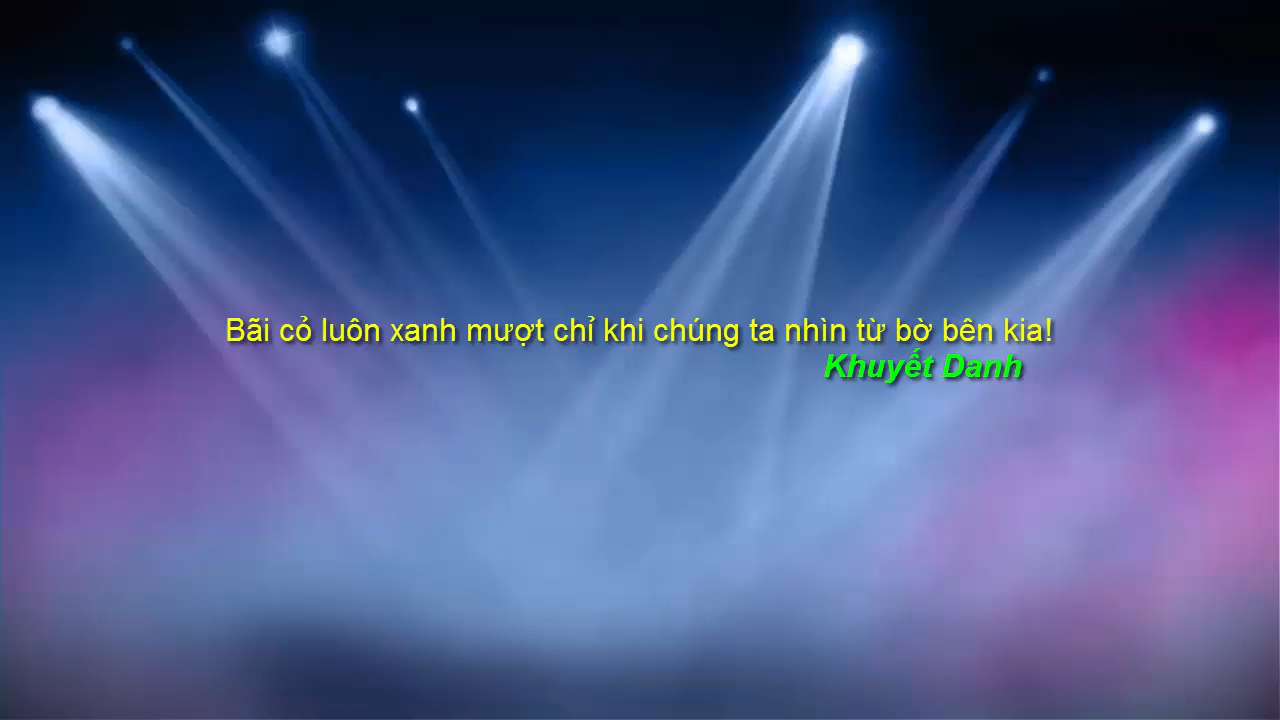 Bãi cỏ luôn xanh mượt chỉ khi chúng ta nhìn từ bờ bên kia!
Khuyết Danh